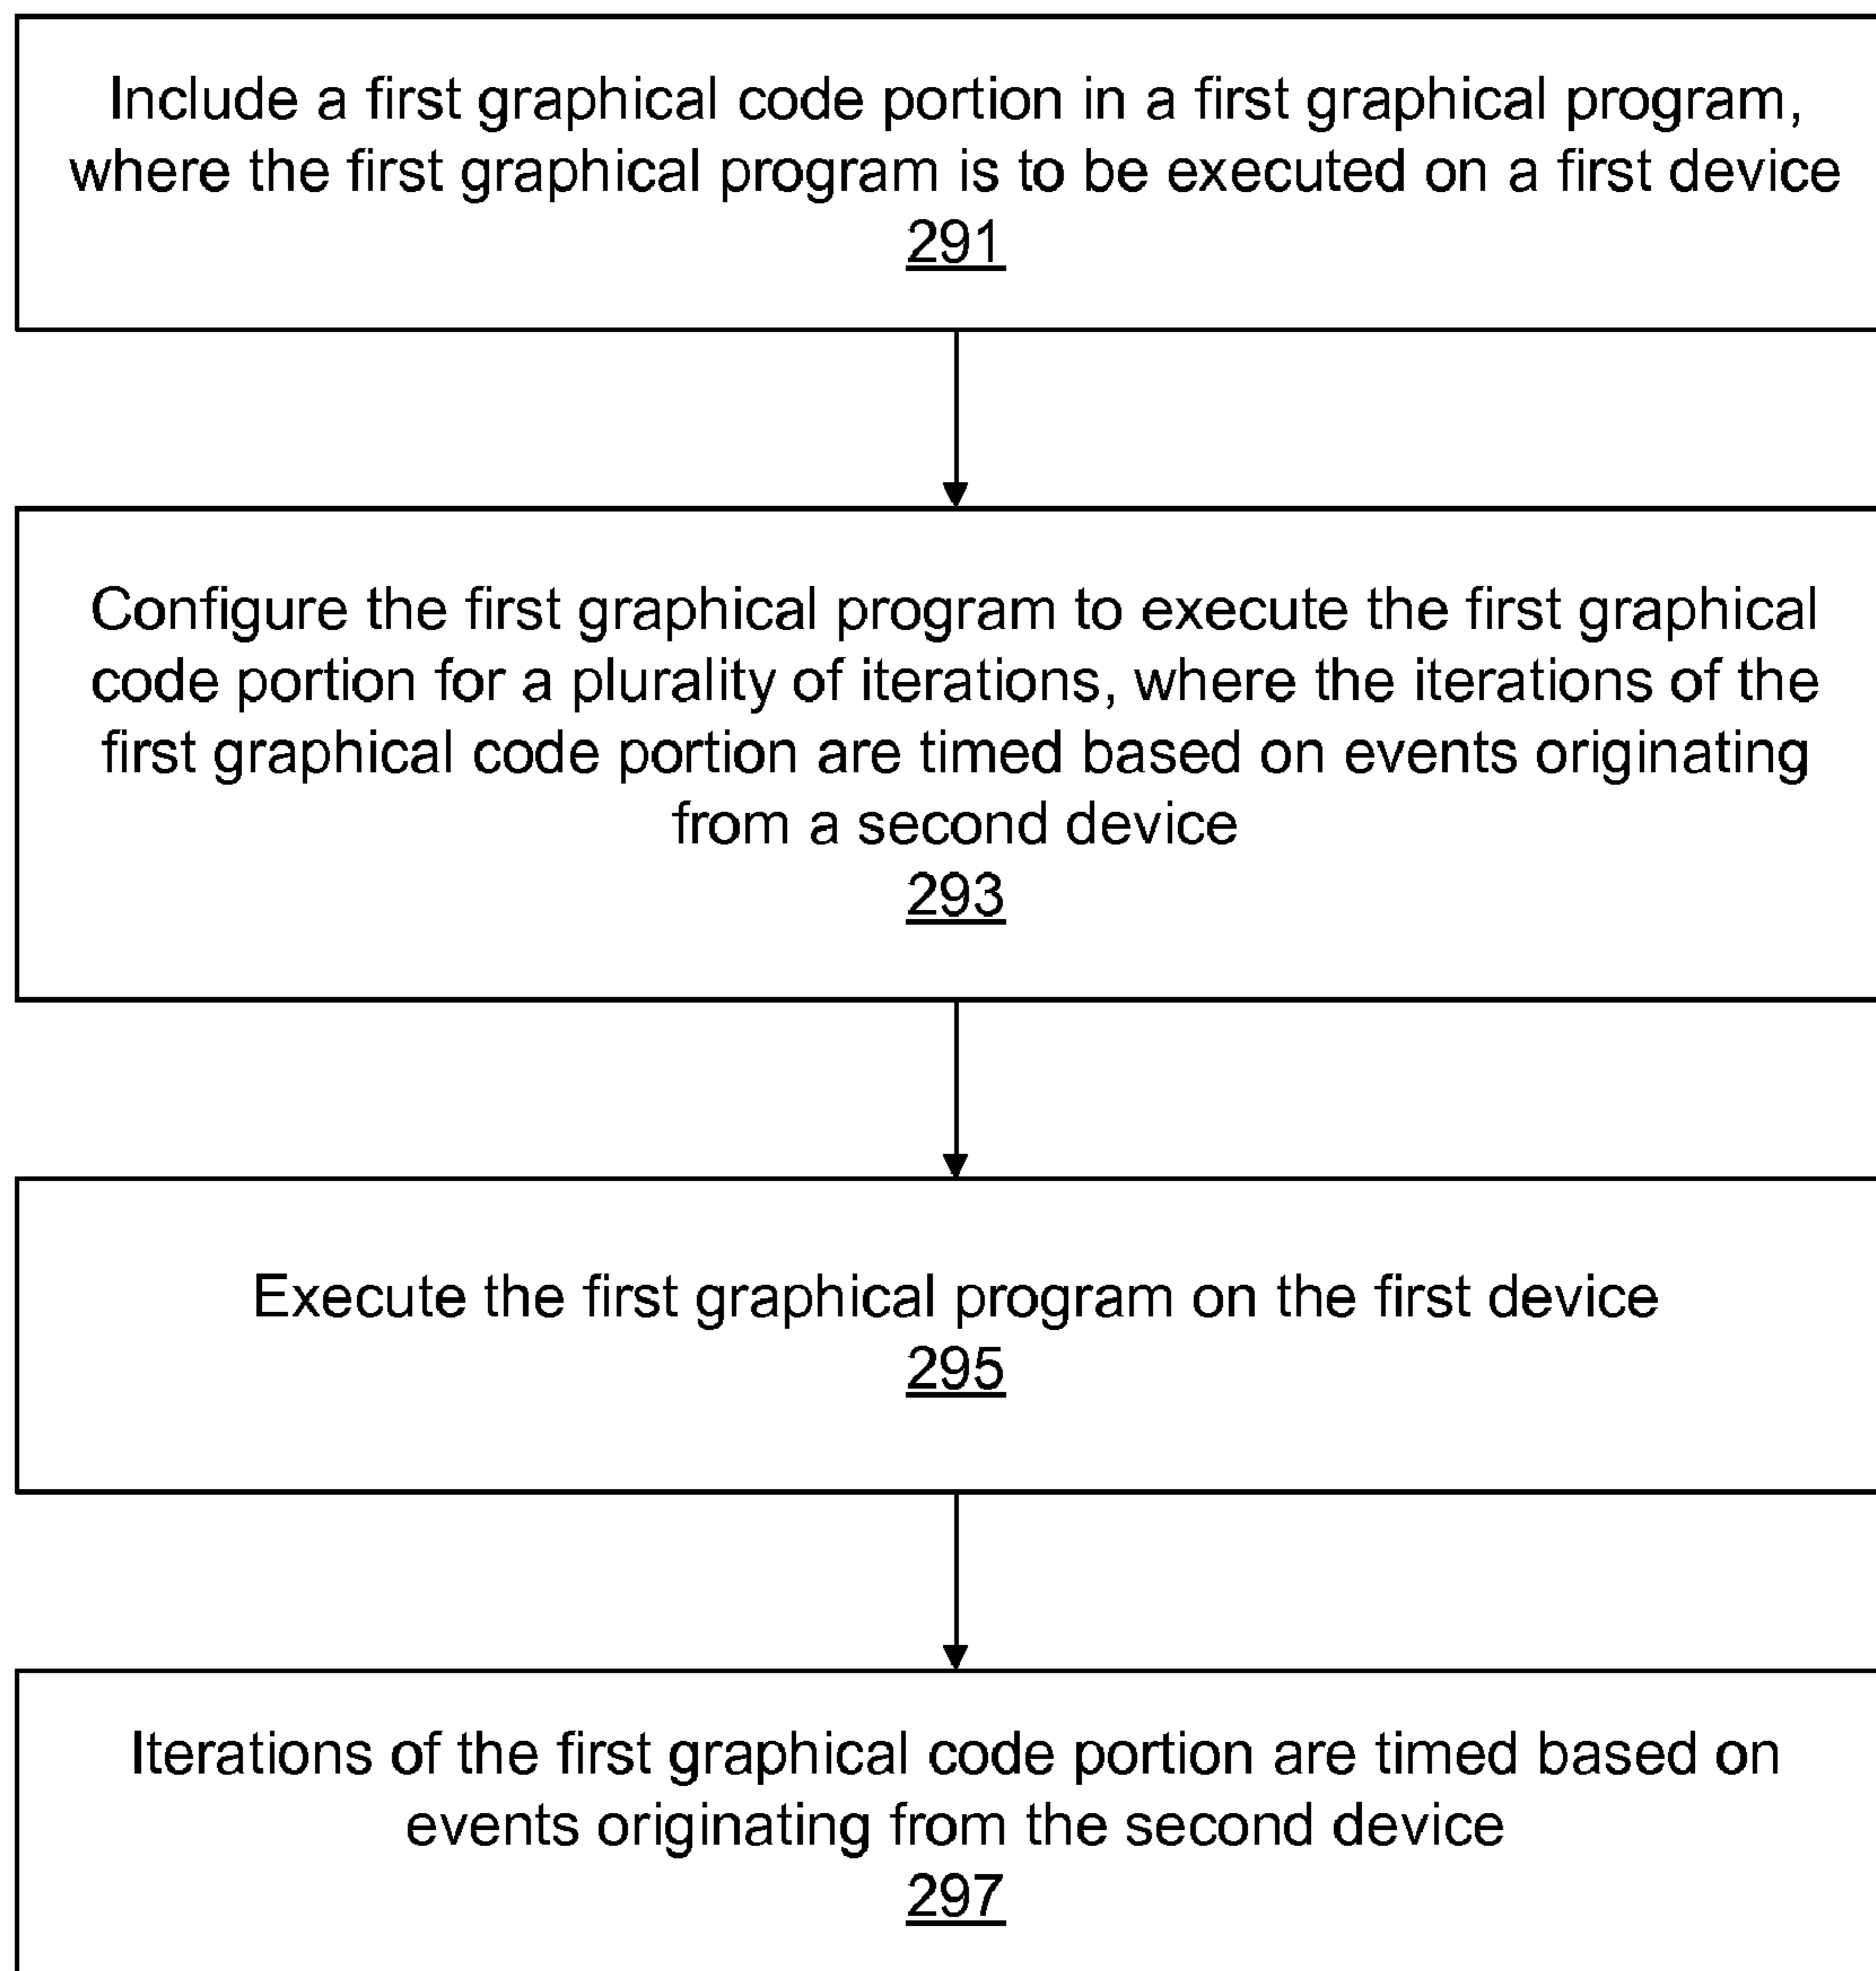 Include a first graphical code portion in a first graphical program,
where the first graphical program is to be executed on a first device
291
Configure the first graphical program to execute the first graphical
code portion for a plurality of iterations, where the iterations of the
first graphical code portion are timed based on events originating
from a second device
293
Execute the first graphical program on the first device
295
Iterations of the first graphical code portion are timed based on
events originating from the second device
297